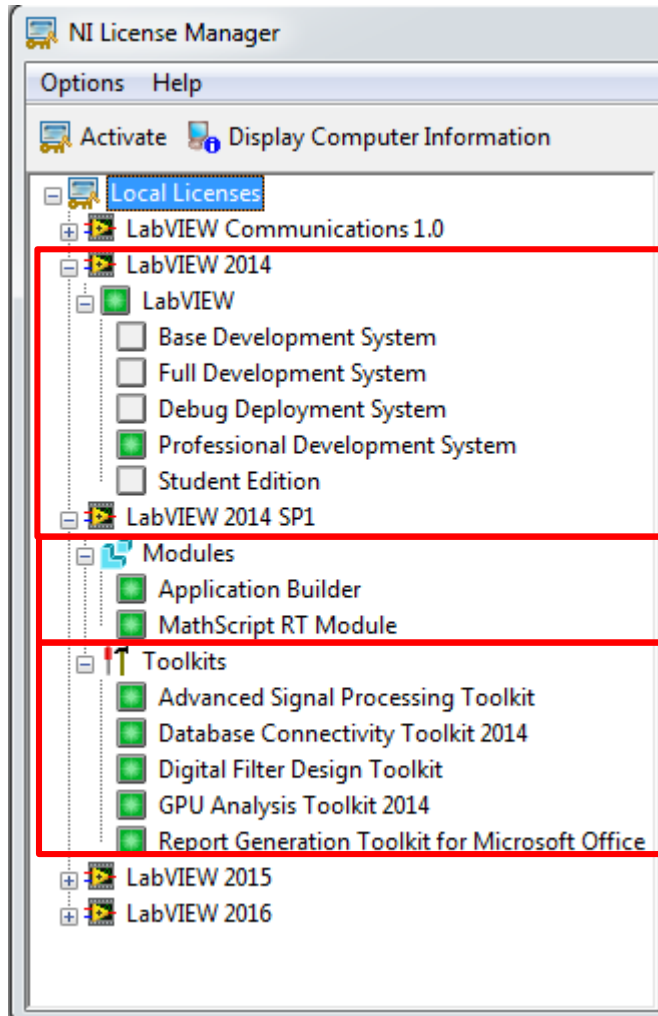 NI License Manager
Options Help
Activate Display Computer Information
Local Licenses
LabVIEW Communications 1.0
LabVIEW 2014
LabVIEW
Base Development System
Full Development System
Debug Deployment System
Professional Development System
Student Edition
LabVIEW 2014 SP1
Modules
Application Builder
MathScript RT Module
Toolkits
Advanced Signal Processing Toolkit
Database Connectivity Toolkit 2014
Digital Filter Design Toolkit
GPU Analysis Toolkit 2014
Report Generation Toolkit for Microsoft Office
LabVIEW 2015
LabVIEW 2016